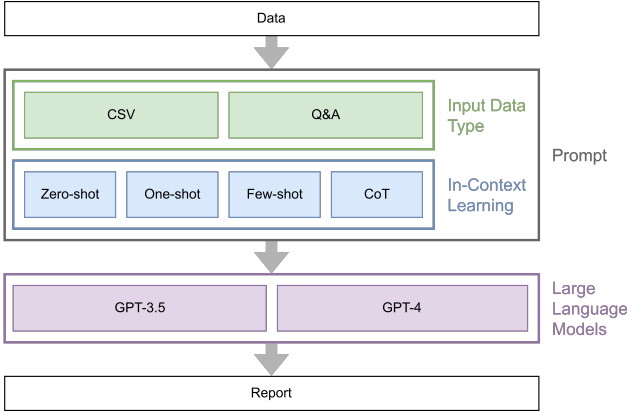 Data
CSV
Q&A
Input Data
Type
Prompt
Zero-shot
One-shot
Few-shot
CoT
In-Context
Learning
GPT-3.5
GPT-4
Large
Language
Models
Report